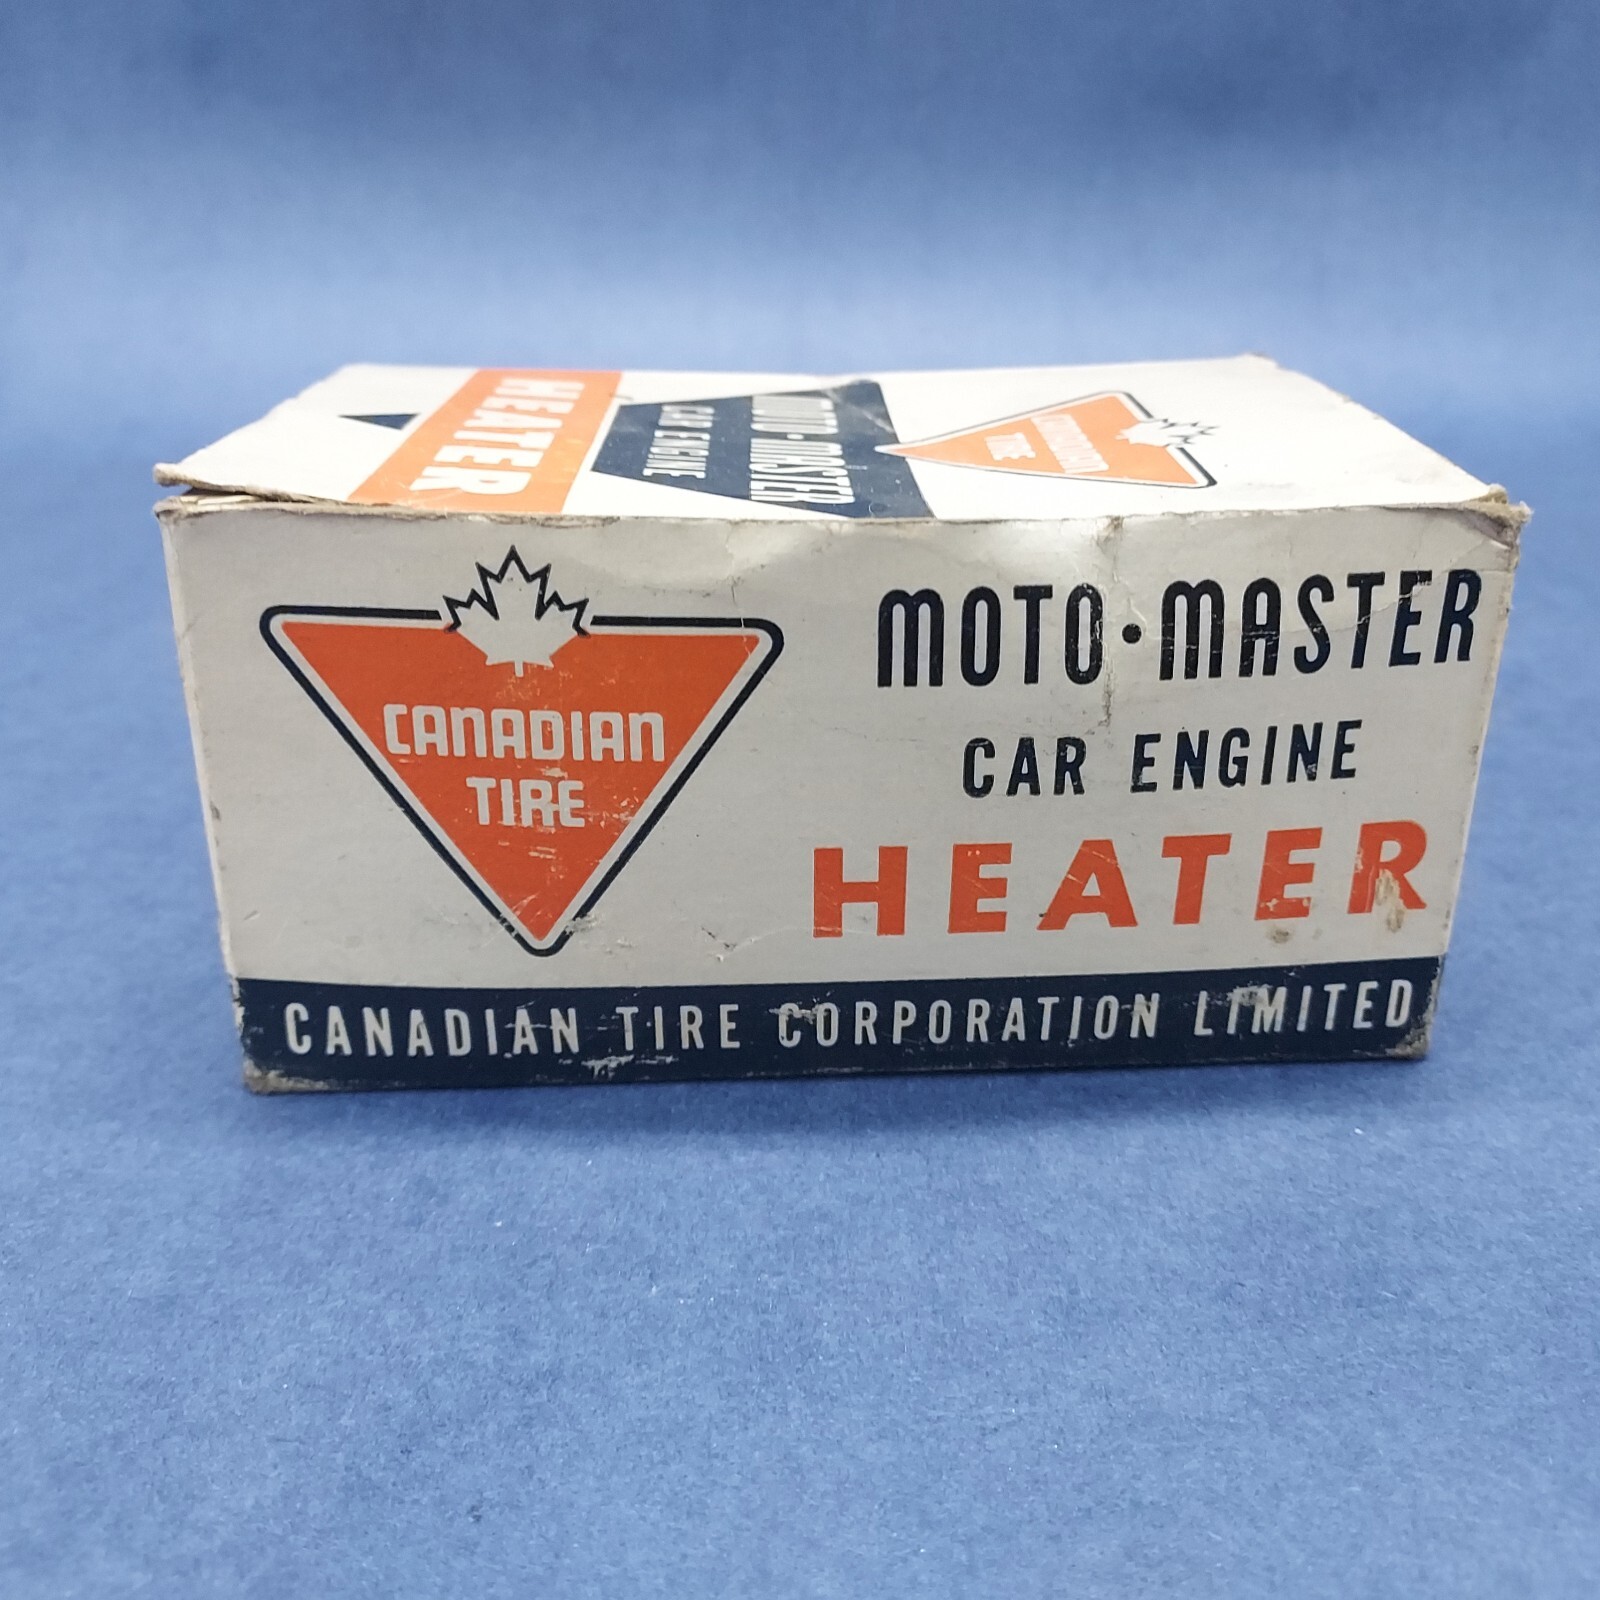 HEATER
MOTO • MASTER
CAR ENGINE
CANADIAN
TIRE
CANADIAN
TIRE
MOTO • MASTER
CAR ENGINE
HEATER
CANADIAN TIRE CORPORATION LIMITED